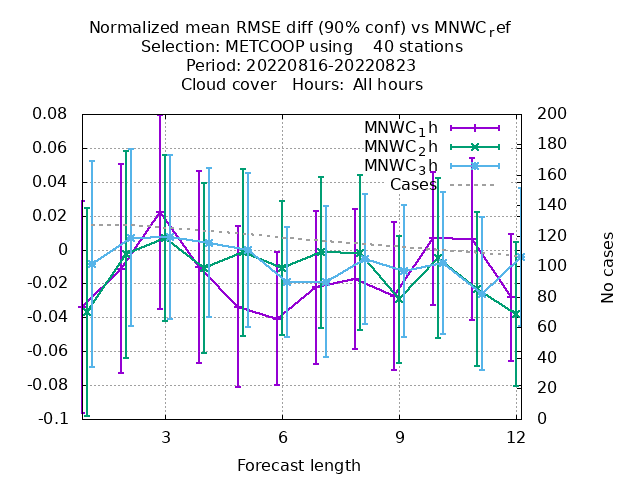 Normalized mean RMSE diff (90% conf) vs MNWC_ref
Selection: METCOOP using 40 stations
Period: 20220816-20220823
Cloud cover Hours: All hours
MNWC_1h
MNWC_2h
MNWC_3h
Cases
0.08
0.06
0.04
0.02
0
-0.02
-0.04
-0.06
-0.08
-0.1
200
180
160
140
120
100
80
60
40
20
0
No cases
3 6 9 12
Forecast length